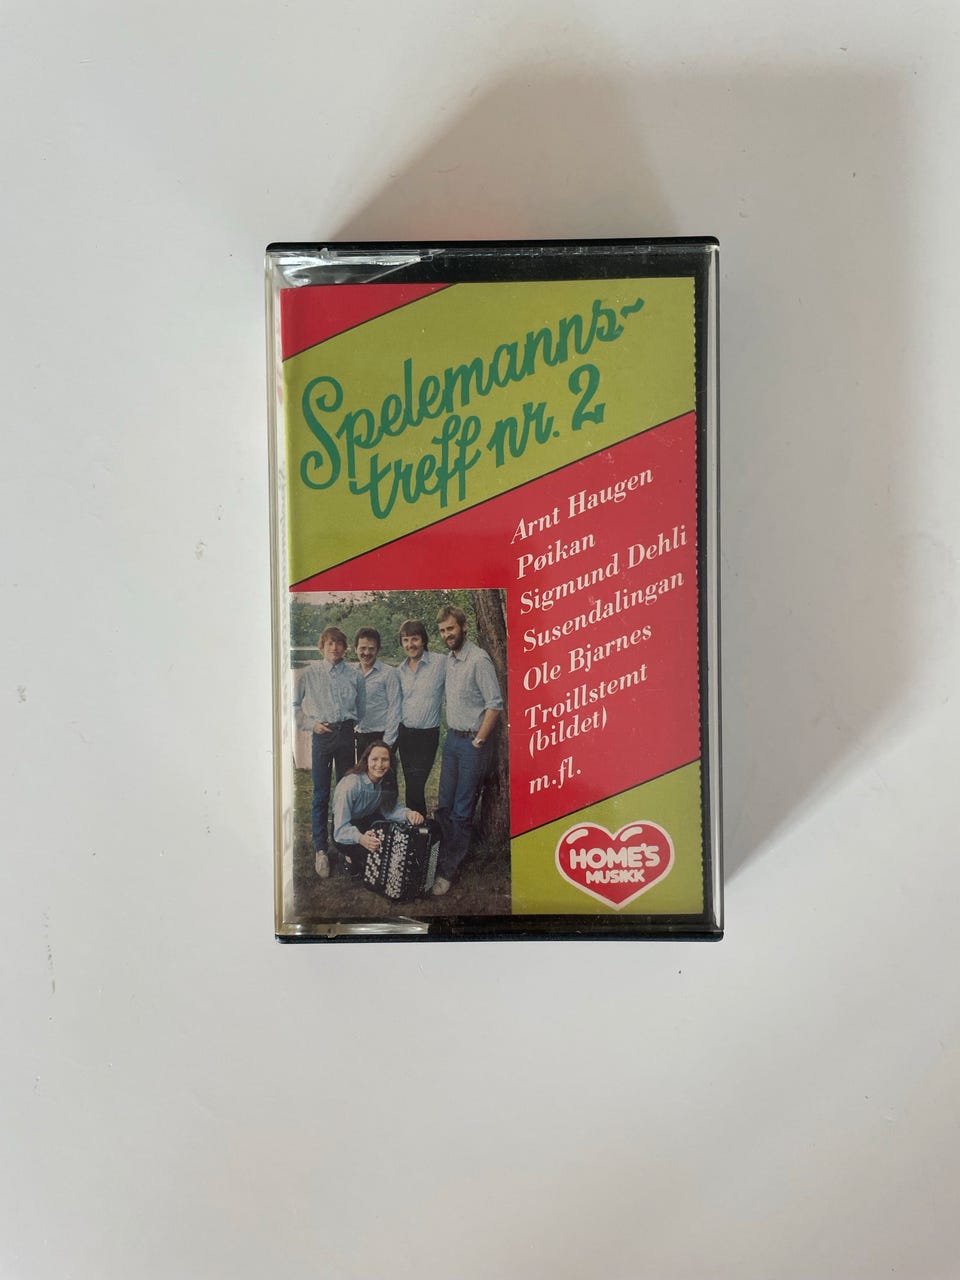 Spelemanns-
treff nr. 2
Arnt Haugen
Pøikan
Sigmund Dehli
Susendalingan
Ole Bjarnes
Troillstemt
(bildet)
m.fl.
HOME'S
MUSIKK